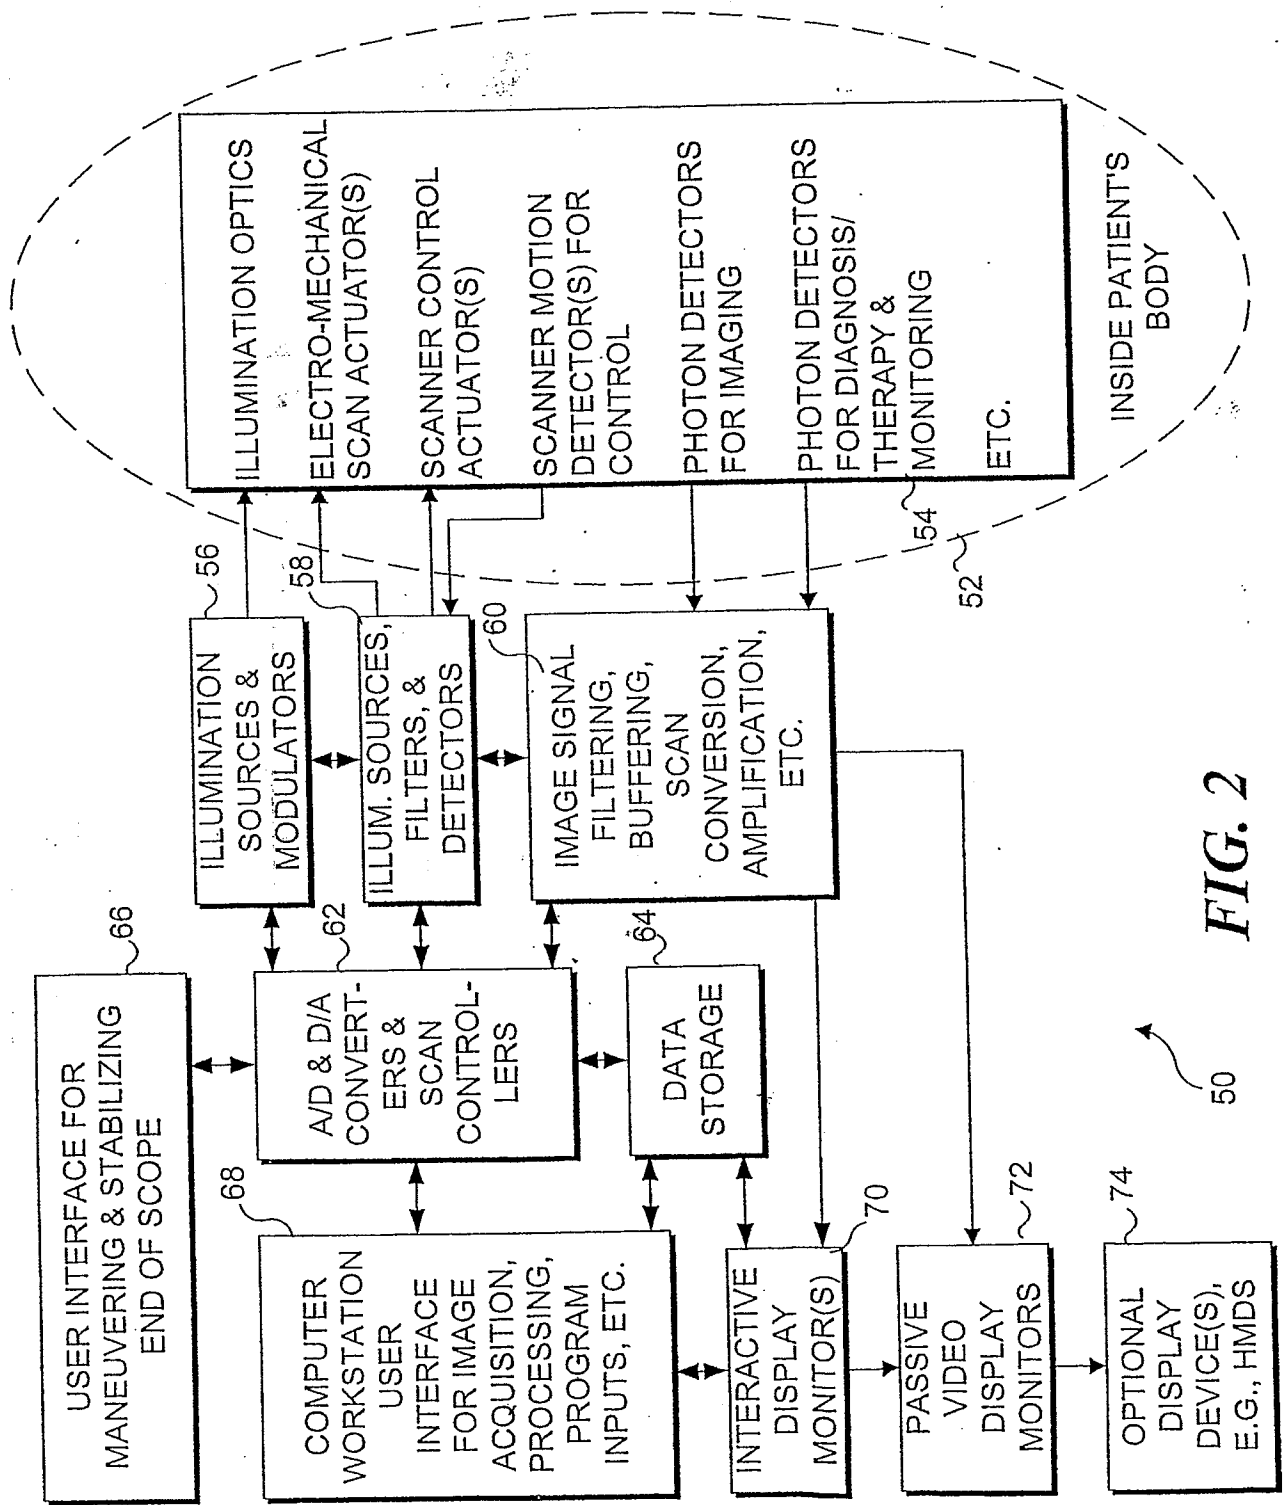 USER INTERFACE FOR
MANEUVERING & STABILIZING
END OF SCOPE
66
COMPUTER
WORKSTATION
USER
INTERFACE
FOR IMAGE
ACQUISITION,
PROCESSING,
PROGRAM
INPUTS, ETC.
68
A/D & D/A
CONVERT-
ERS &
SCAN
CONTROL-
LERS
62
ILLUMINATION
SOURCES &
MODULATORS
56
ILLUM. SOURCES,
FILTERS, &
DETECTORS
58
IMAGE SIGNAL
FILTERING,
BUFFERING,
SCAN
CONVERSION,
AMPLIFICATION,
ETC.
60
DATA
STORAGE
64
INTERACTIVE
DISPLAY
MONITOR(S)
70
PASSIVE
VIDEO
DISPLAY
MONITORS
72
OPTIONAL
DISPLAY
DEVICE(S),
E.G., HMDS
74
ILLUMINATION OPTICS
ELECTRO-MECHANICAL
SCAN ACTUATOR(S)
SCANNER CONTROL
ACTUATOR(S)
SCANNER MOTION
DETECTOR(S) FOR
CONTROL
PHOTON DETECTORS
FOR IMAGING
PHOTON DETECTORS
FOR DIAGNOSIS/
THERAPY &
MONITORING
ETC.
54
52
INSIDE PATIENT'S
BODY
50
FIG. 2